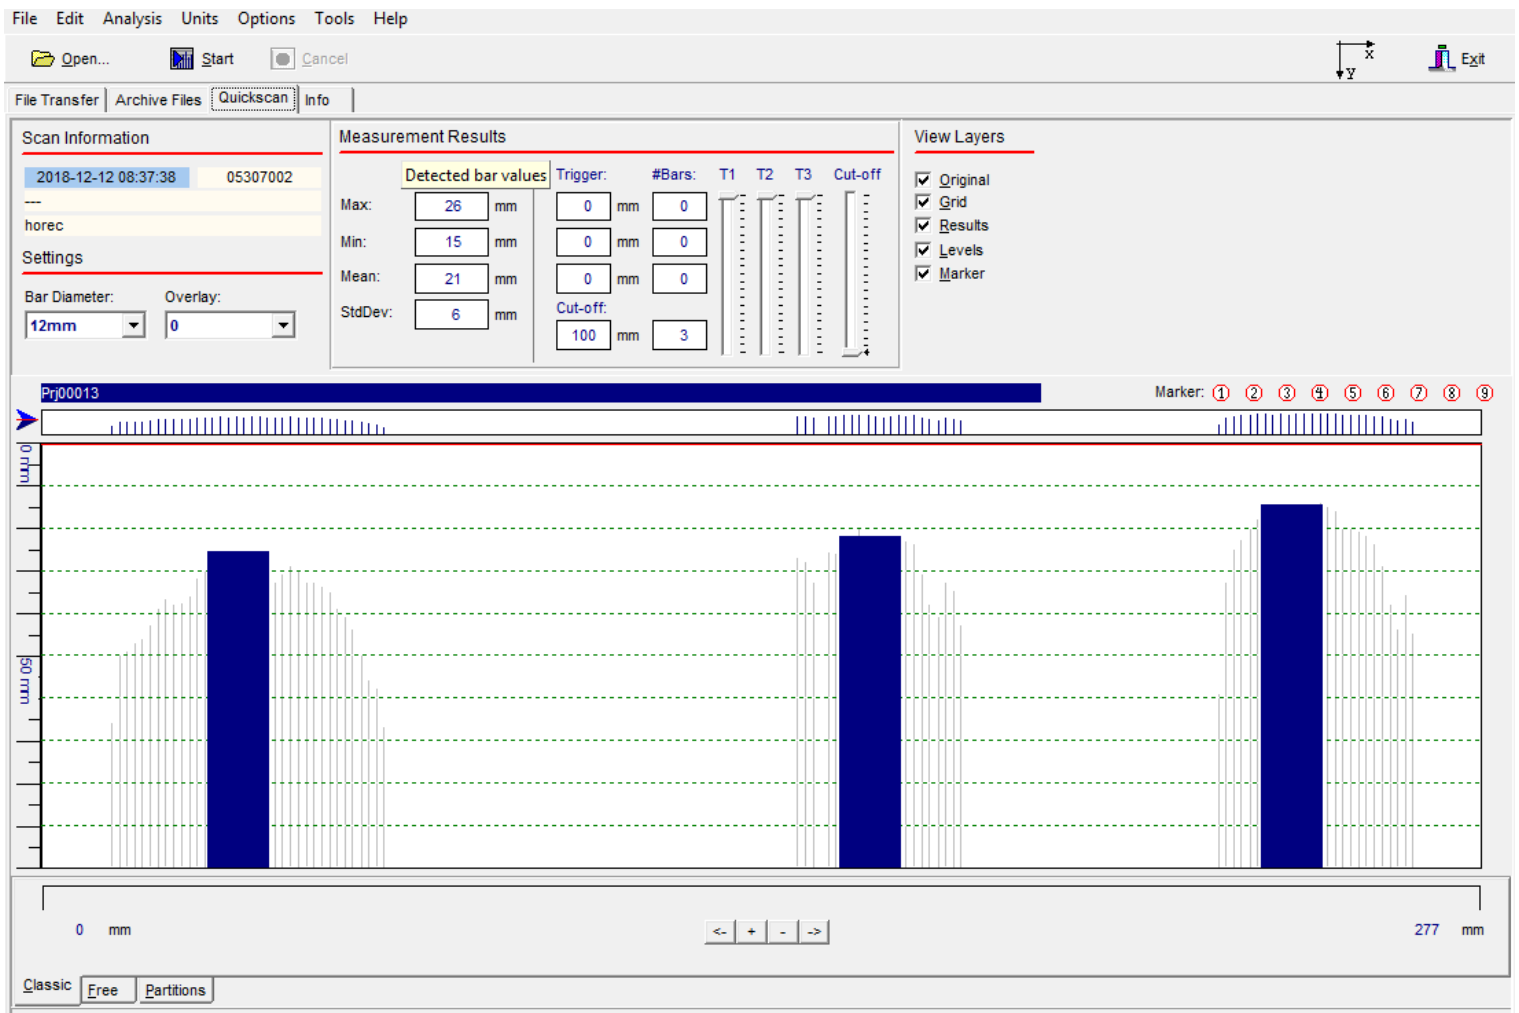 File Edit Analysis Units Options Tools Help
Open... Start Cancel x y Exit
File Transfer Archive Files Quickscan Info
Scan Information Measurement Results View Layers
2018-12-12 08:37:38 05307002
---
horec
Settings
Bar Diameter: Overlay:
12mm 0
Detected bar values Trigger: #Bars: T1 T2 T3 Cut-off
Max: 26 mm 0 mm 0
Min: 15 mm 0 mm 0
Mean: 21 mm 0 mm 0
StdDev: 6 mm Cut-off:
100 mm 3
Original
Grid
Results
Levels
Marker
Prj00013 Marker: 1 2 3 4 5 6 7 8 9
0 mm
50 mm
0 mm <- + - -> 277 mm
Classic Free Partitions